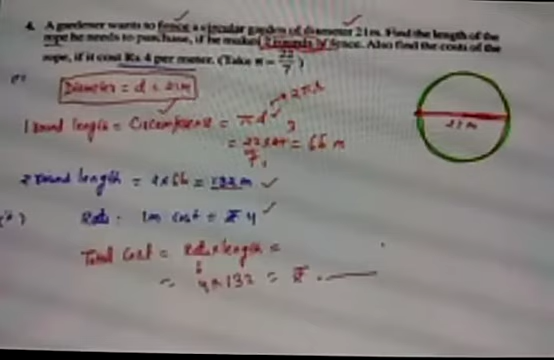 4. A gardener wants to fence a circular garden of diameter 21m. Find the length of the
rope he needs to purchase, if he makes 2 rounds of fence. Also find the costs of the
rope, if it cost Rs 4 per meter. (Take π = 22/7)
Diameter = d = 21m
→ 2πr
1 round length = Circumference = πd
= 22×21/7 = 66 m
21 m
2 round length = 2×66 = 132 m
Rate - 1m cost = ₹ 4
Total Cost = Rate × length =
= 4×132 = ₹.